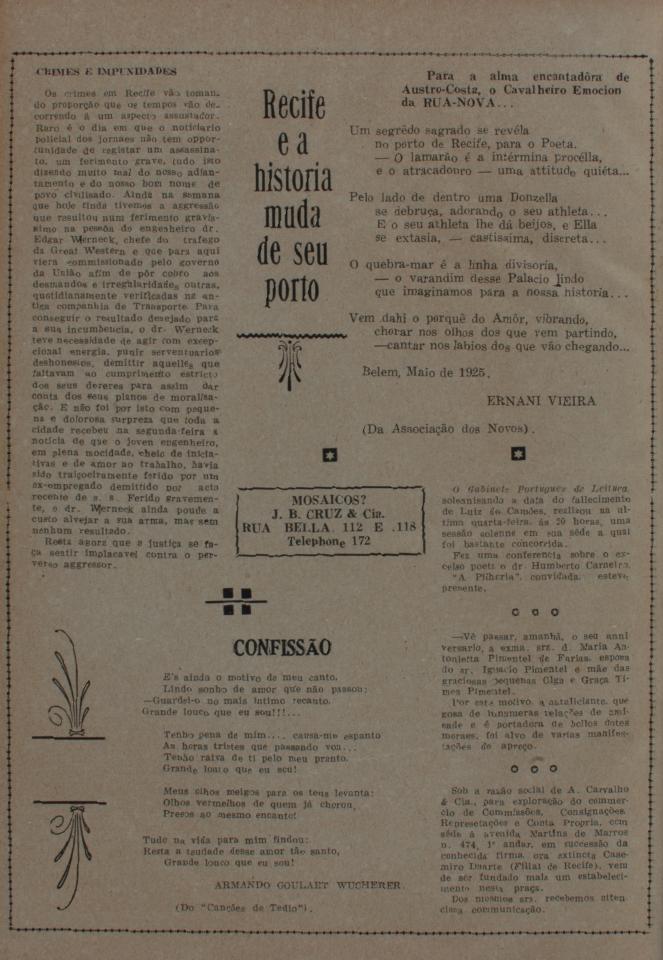 CRIMES E IMPUNIDADES
Os crimes em Recife vão toman-
do proporção que os tempos vão de-
correndo á um aspecto assustador.
Raro é o dia em que o noticiario
policial dos jornaes não tem oppor-
tunidade de registar um assassina-
to, um ferimento grave, tudo isto
dizendo muito mal do nosso adian-
tamento e do nosso bom nome de
povo civilisado. Ainda na semana
que hoje finda tivemos a aggressão
que resultou num ferimento gravis-
simo na pessôa do engenheiro dr.
Edgar Werneck, chefe do trafego
da Great Western e que para aqui
viera commissionado pelo governo
da União afim de pôr cobro aos
desmandos e irregularidades outras,
quotidianamente verificadas na an-
tiga companhia de Transporte. Para
conseguir o resultado desejado para
a sua incumbencia, o dr. Werneck
teve necessidade de agir com excep-
cional energia, punir serventuarios
deshonestos, demittir aquelles que
faltavam ao cumprimento estricto
dos seus dereres para assim dar
conta dos seus planos de moralisa-
ção. E não foi por isto com peque-
na e dolorosa surpreza que toda a
cidade recebeu na segunda-feira a
noticia de que o joven engenheiro,
em plena mocidade, cheio de inicia-
tivas e de amor ao trabalho, havia
sido traiçoeiramente ferido por um
ex-empregado demittido por acto
recente de s. s. Ferido gravemen-
te, o dr. Werneck ainda poude a
custo alvejar a sua arma, mas sem
nenhum resultado.
Resta agora que a justiça se fa-
ça sentir implacavel contra o per-
verso aggressor.
Recife
e a
historia
muda
de seu
porto
Para a alma encantadôra de
Austro-Costa, o Cavalheiro Emocion
da RUA-NOVA...
Um segrêdo sagrado se revéla
no porto de Recife, para o Poeta.
— O lamarão é a intérmina procélla,
e o atracadouro — uma attitude quiéta...
Pelo lado de dentro uma Donzella
se debruça, adorando o seu athleta...
E o seu athleta lhe dá beijos, e Ella
se extasia, — castissima, discreta...
O quebra-mar é a linha divisoria,
— o varandim desse Palacio lindo
que imaginamos para a nossa historia...
Vem dahi o porquê do Amôr, vibrando,
chorar nos olhos dos que vem partindo,
—cantar nos labios dos que vão chegando...
Belem, Maio de 1925.
ERNANI VIEIRA
(Da Associação dos Novos).
MOSAICOS?
J. B. CRUZ & Cia.
RUA BELLA. 112 E .118
Telephone 172
CONFISSÃO
E's ainda o motivo de meu canto,
Lindo sonho de amor que não passou;
—Guardei-o no mais intimo recanto.
Grande louco que eu sou!!!...
Tenho pena de mim.... causa-me espanto
As horas tristes que passando vou...
Tenho raiva de ti pelo meu pranto.
Grande louco que eu sou!
Meus olhos meigos para os teus levanta:
Olhos vermelhos de quem já chorou,
Presos ao mesmo encanto!
Tudo na vida para mim findou:
Resta a saudade desse amor tão santo,
Grande louco que eu sou!
ARMANDO GOULART WUCHERER.
(Do "Canções de Tedio").
O Gabinete Portuguez de Leitura,
solennisando a data do fallecimento
de Luiz de Camões, realizou na ul-
tima quarta-feira, ás 20 horas, uma
sessão solenne em sua séde a qual
foi bastante concorrida.
Fez uma conferencia sobre o ex-
celso poeta o dr. Humberto Carneiro.
"A Pilheria", convidada, esteve
presente.
—Vê passar, amanhã, o seu anni
versario, a exma. srz. d. Maria An-
tonietta Pimentel de Farias, esposa
do sr. Ignacio Pimentel e mãe das
graciosas pequenas Olga e Graça Ti-
mes Pimentel.
Por este motivo, a nataliciante, que
gosa de innumeras relações de ami-
sade e é portadora de bellos dotes
moraes, foi alvo de varias manifes-
tações de apreço.
Sob a razão social de A. Carvalho
& Cia., para exploração do commer-
cio de Commissões, Consignações,
Represetações e Conta Propria, com
séde á avenida Martins de Barros
n. 474, 1º andar, em successão da
conhecida firma, ora extincta Case-
miro Duarte (Filial de Recife), vem
de ser fundado mais um estabeleci-
mento nesta praça.
Dos mesmos srs. recebemos atten-
ciosa communicação.